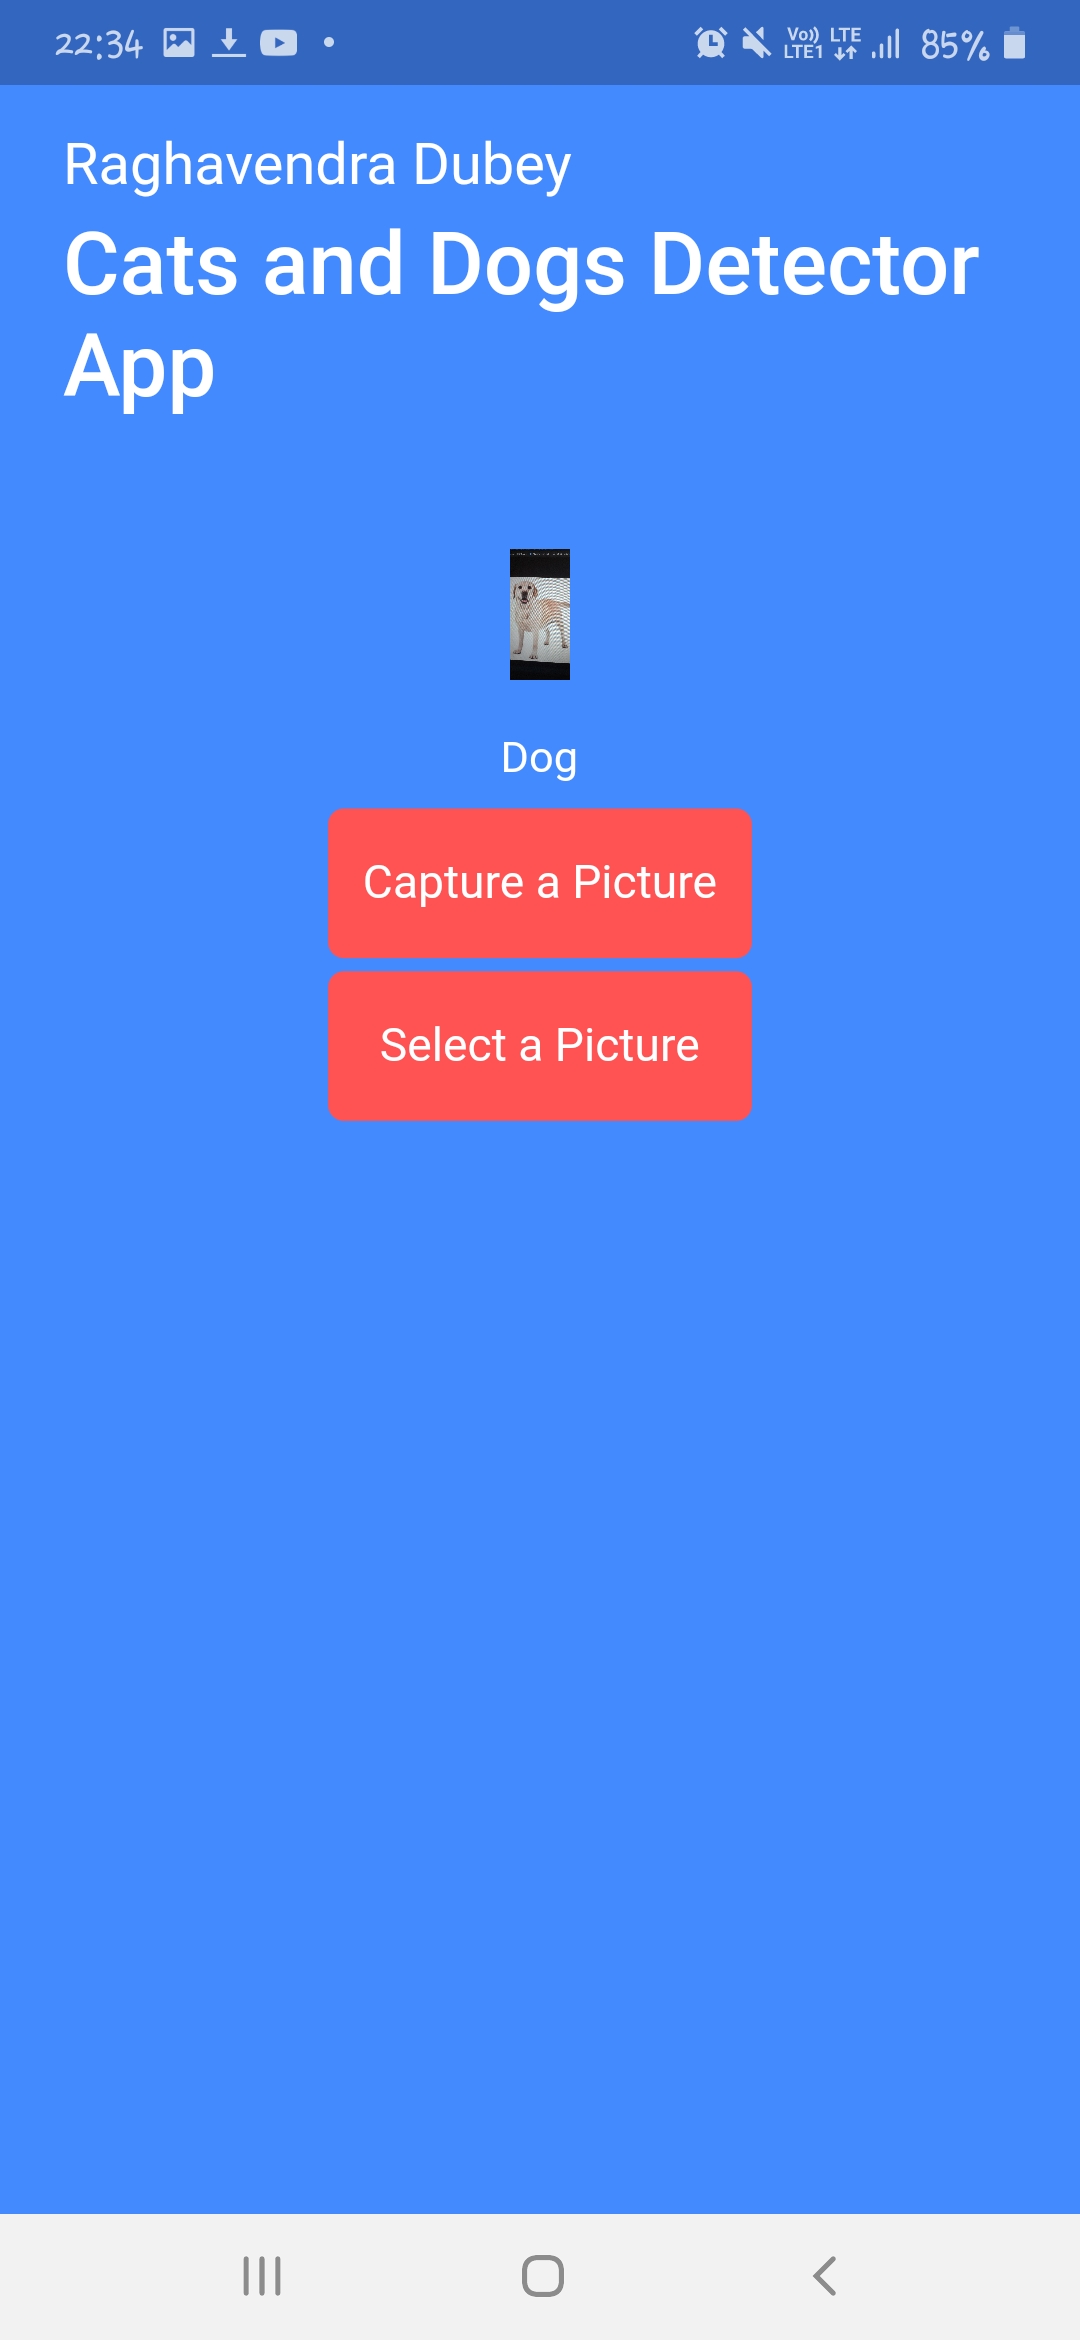 22:34 Vo)) LTE1 LTE 85%
Raghavendra Dubey
Cats and Dogs Detector
App
Dog
Capture a Picture
Select a Picture